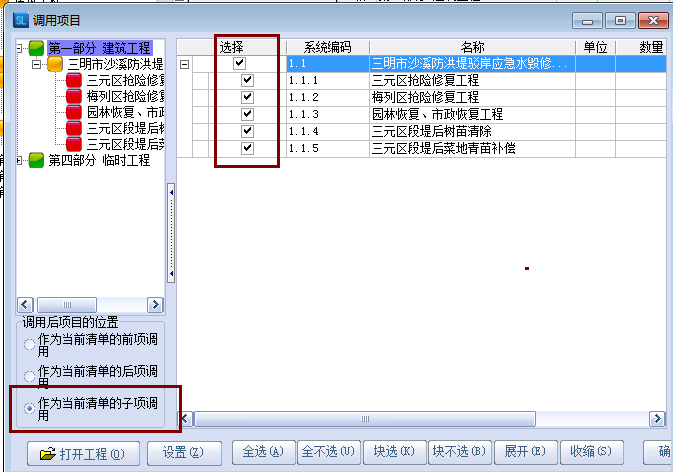 SL 调用项目
第一部分 建筑工程
三明市沙溪防洪堤
三元区抢险修复
梅列区抢险修复
园林恢复、市政
三元区段堤后树
三元区段堤后菜
第四部分 临时工程
选择 系统编码 名称 单位 数量
1.1 三明市沙溪防洪堤驳岸应急水毁修...
1.1.1 三元区抢险修复工程
1.1.2 梅列区抢险修复工程
1.1.3 园林恢复、市政恢复工程
1.1.4 三元区段堤后树苗清除
1.1.5 三元区段堤后菜地青苗补偿
调用后项目的位置
作为当前清单的前项调
用
作为当前清单的后项调
用
作为当前清单的子项调
用
打开工程(O) 设置(Z) 全选(A) 全不选(U) 块选(K) 块不选(B) 展开(E) 收缩(S) 确